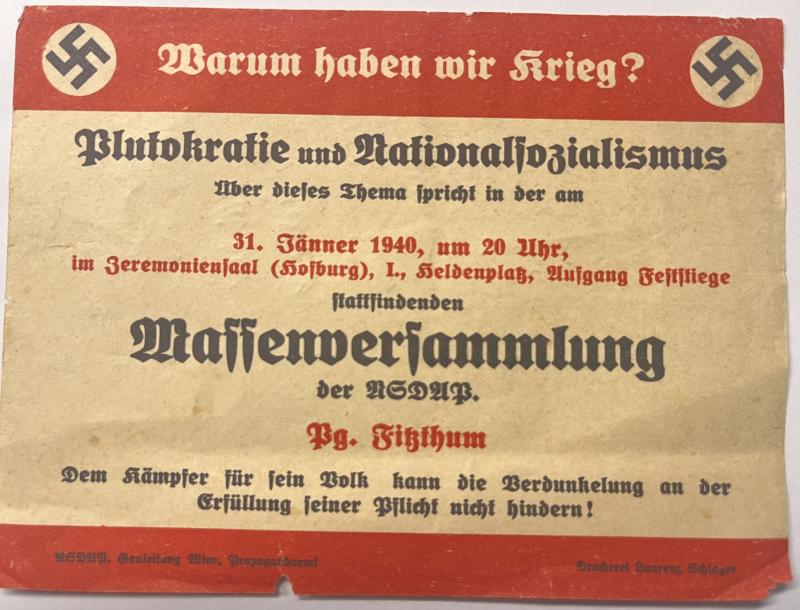 Warum haben wir Krieg?
Plutokratie und Nationalsozialismus
Über dieses Thema spricht in der am
31. Jänner 1940, um 20 Uhr,
im Zeremoniensaal (Hofburg), I., Heldenplatz, Aufgang Feststiege
stattfindenden
Massenversammlung
der NSDAP.
Pg. Fitzthum
Dem Kämpfer für sein Volk kann die Verdunkelung an der
Erfüllung seiner Pflicht nicht hindern!
NSDAP. Gauleitung Wien, Propagandaamt
Druckerei Laurenz Schlager